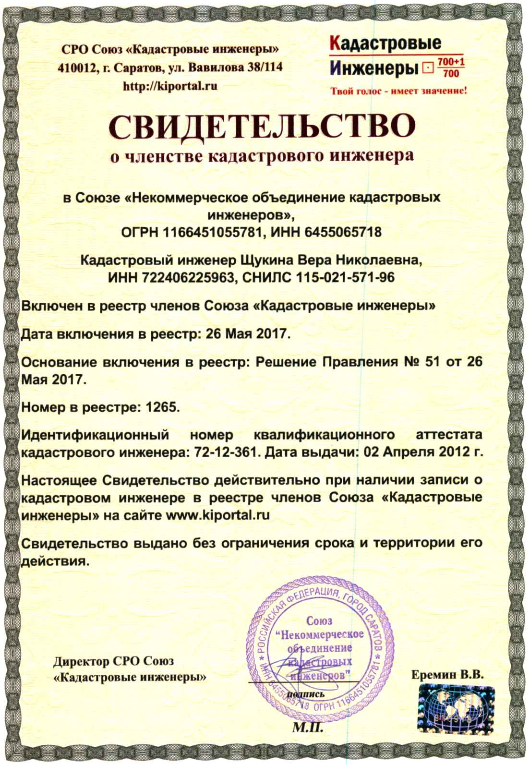 СРО Союз «Кадастровые инженеры»
410012, г. Саратов, ул. Вавилова 38/114
http://kiportal.ru
Кадастровые
Инженеры 700+1
700
Твой голос - имеет значение!
СВИДЕТЕЛЬСТВО
о членстве кадастрового инженера
в Союзе «Некоммерческое объединение кадастровых
инженеров»,
ОГРН 1166451055781, ИНН 6455065718
Кадастровый инженер Щукина Вера Николаевна,
ИНН 722406225963, СНИЛС 115-021-571-96
Включен в реестр членов Союза «Кадастровые инженеры»
Дата включения в реестр: 26 Мая 2017.
Основание включения в реестр: Решение Правления № 51 от 26
Мая 2017.
Номер в реестре: 1265.
Идентификационный номер квалификационного аттестата
кадастрового инженера: 72-12-361. Дата выдачи: 02 Апреля 2012 г.
Настоящее Свидетельство действительно при наличии записи о
кадастровом инженере в реестре членов Союза «Кадастровые
инженеры» на сайте www.kiportal.ru
Свидетельство выдано без ограничения срока и территории его
действия.
РОССИЙСКАЯ ФЕДЕРАЦИЯ, ГОРОД САРАТОВ
ИНН 6455065718 ОГРН 1166451055781
Союз
"Некоммерческое
объединение
кадастровых
инженеров"
Директор СРО Союз
«Кадастровые инженеры»
Еремин В.В.
подпись
М.П.